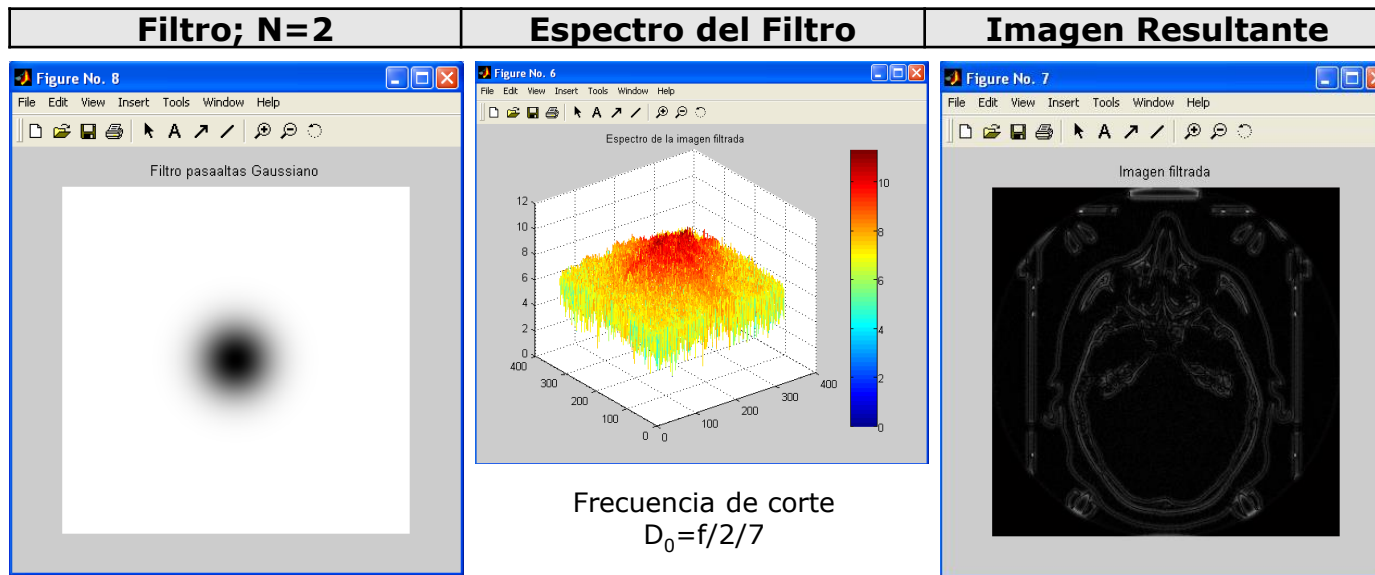 Filtro; N=2
Espectro del Filtro
Imagen Resultante
Figure No. 8
File Edit View Insert Tools Window Help
A
Filtro pasaaltas Gaussiano
Figure No. 6
File Edit View Insert Tools Window Help
A
Espectro de la imagen filtrada
12
10
8
6
4
2
0
400
300
200
100
0
0
100
200
300
400
10
8
6
4
2
0
Frecuencia de corte
D₀=f/2/7
Figure No. 7
File Edit View Insert Tools Window Help
A
Imagen filtrada